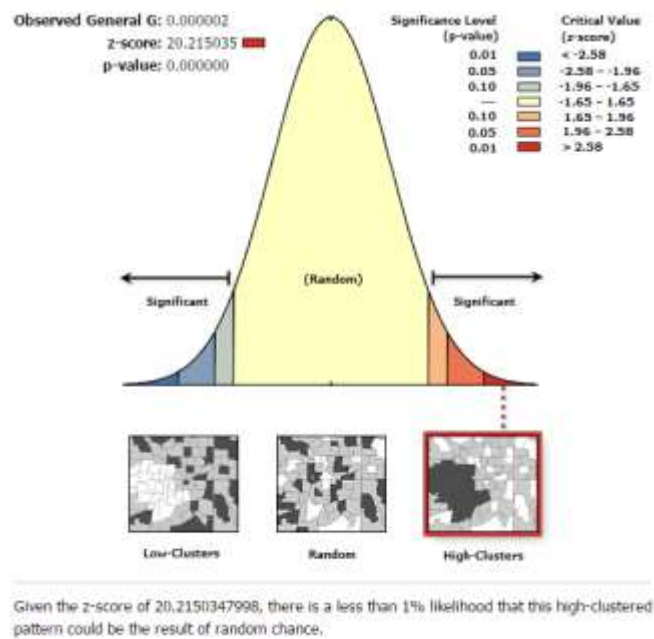 Observed General G: 0.000002
z-score: 20.215035
p-value: 0.000000
Significance Level
(p-value)
Critical Value
(z-score)
0.01 < -2.58
0.05 -2.58 - -1.96
0.10 -1.96 - -1.65
— -1.65 - 1.65
0.10 1.65 - 1.96
0.05 1.96 - 2.58
0.01 > 2.58
(Random)
Significant
Significant
Low-Clusters
Random
High-Clusters
Given the z-score of 20.2150347998, there is a less than 1% likelihood that this high-clustered
pattern could be the result of random chance.